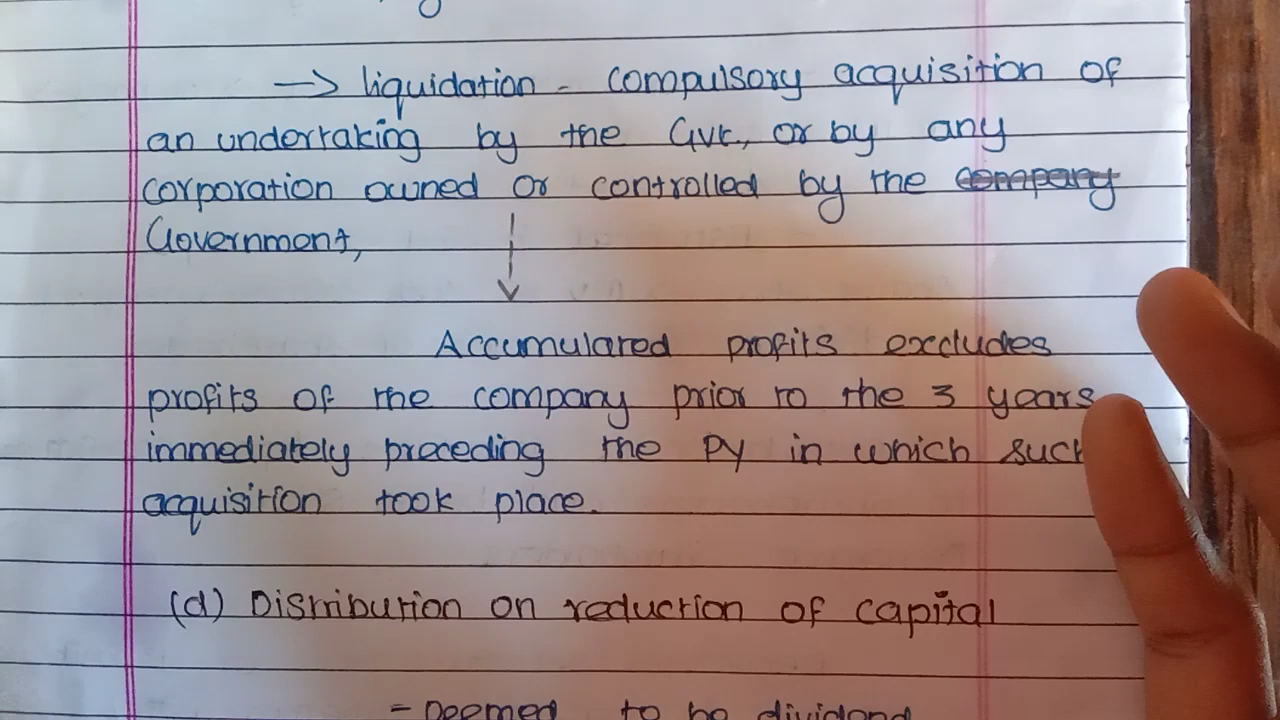 → liquidation - compulsory acquisition of
an undertaking by the Gvt., or by any
corporation owned or controlled by the company
Government,
Accumulated profits excludes
profits of the company prior to the 3 years
immediately preceding the PY in which such
acquisition took place.
(d) Distribution on reduction of capital
- Deemed to be dividend